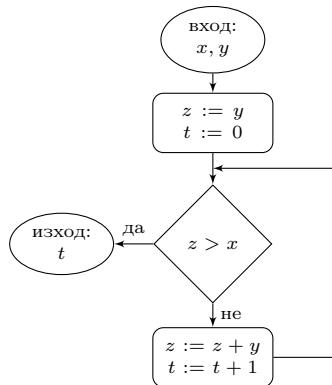 вход:
x, y
z := y
t := 0
z > x
да
изход:
t
не
z := z + y
t := t + 1